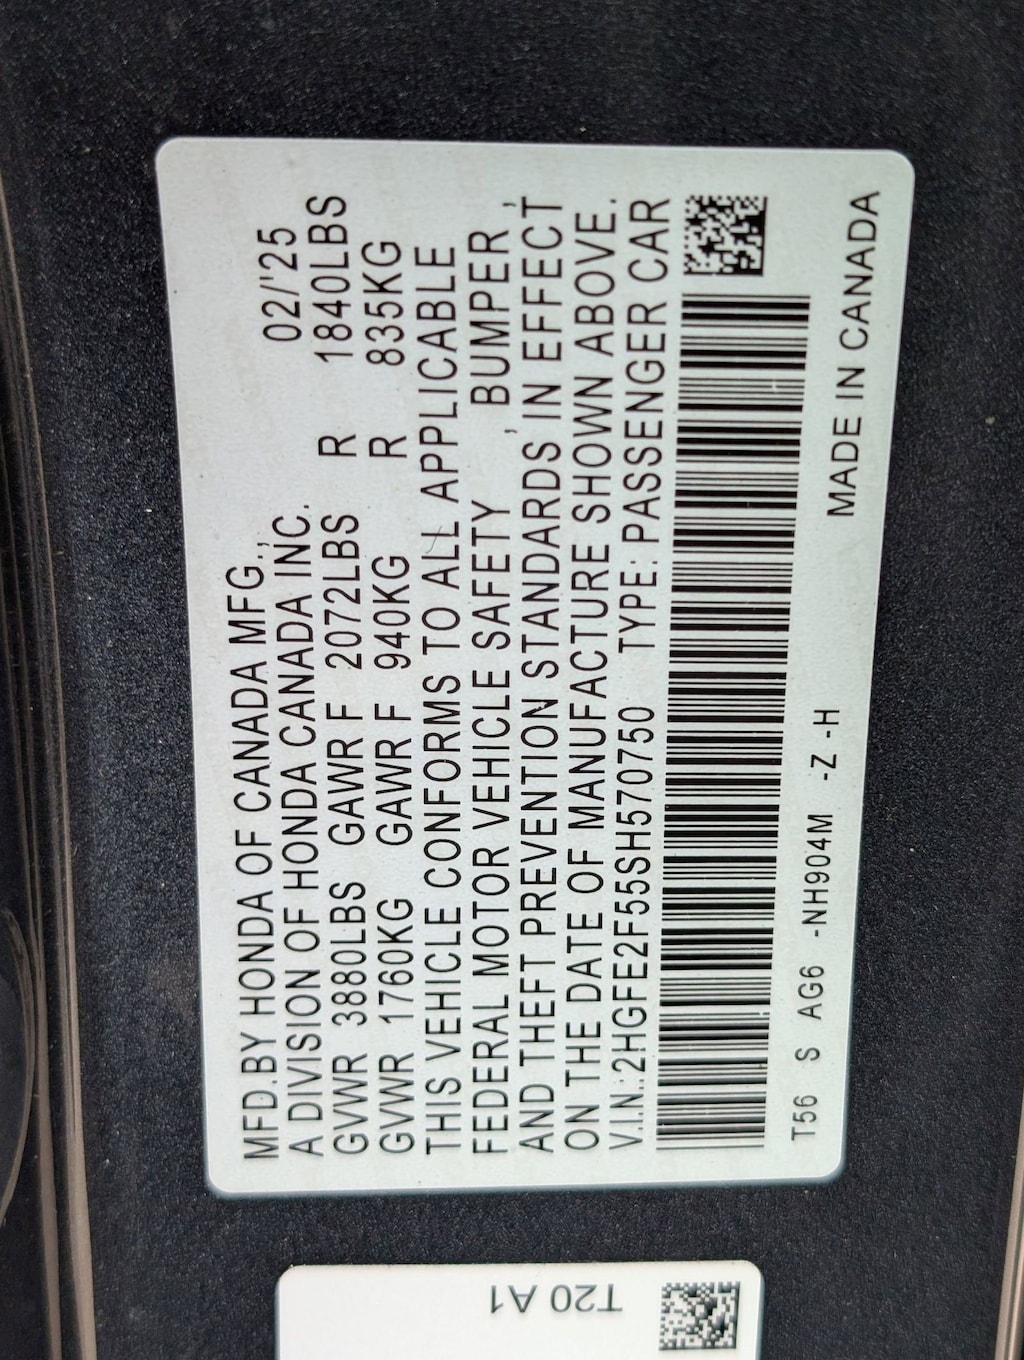 MFD.BY HONDA OF CANADA MFG.,
A DIVISION OF HONDA CANADA INC. 02/'25
GVWR 3880LBS GAWR F 2072LBS R 1840LBS
GVWR 1760KG GAWR F 940KG R 835KG
THIS VEHICLE CONFORMS TO ALL APPLICABLE
FEDERAL MOTOR VEHICLE SAFETY , BUMPER ,
AND THEFT PREVENTION STANDARDS IN EFFECT
ON THE DATE OF MANUFACTURE SHOWN ABOVE.
V.I.N.:2HGFE2F55SH570750 TYPE: PASSENGER CAR
T56 S AG6 -NH904M -Z -H MADE IN CANADA
T20 A1